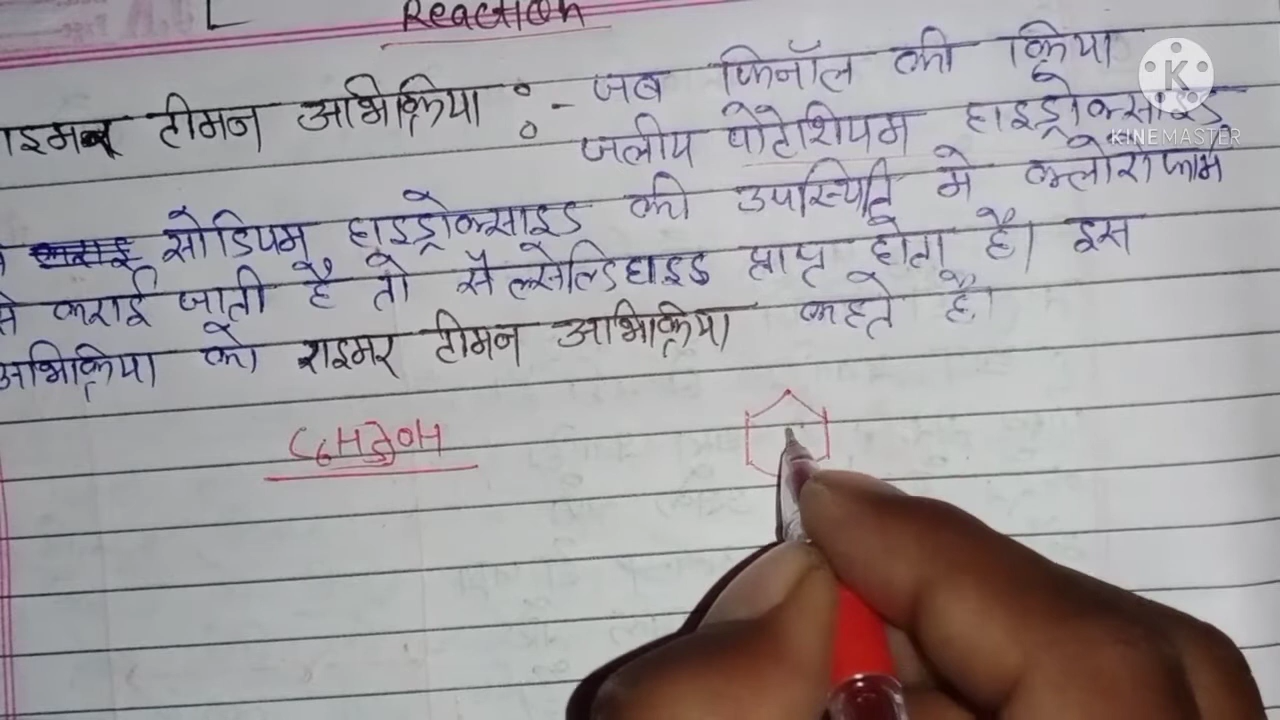 Reaction
राइमर टीमन अभिक्रिया :- जब फिनॉल की क्रिया
जलीय पोटेशियम हाइड्रोक्साइड
सोडियम हाइड्रोक्साइड की उपस्थिति मे क्लोरोफार्म
से कराई जाती है तो सैल्सेल्डिहाइड प्राप्त होता है। इस
अभिक्रिया को राइमर टीमन अभिक्रिया कहते है।
C6H5OH
K
KINEMASTER